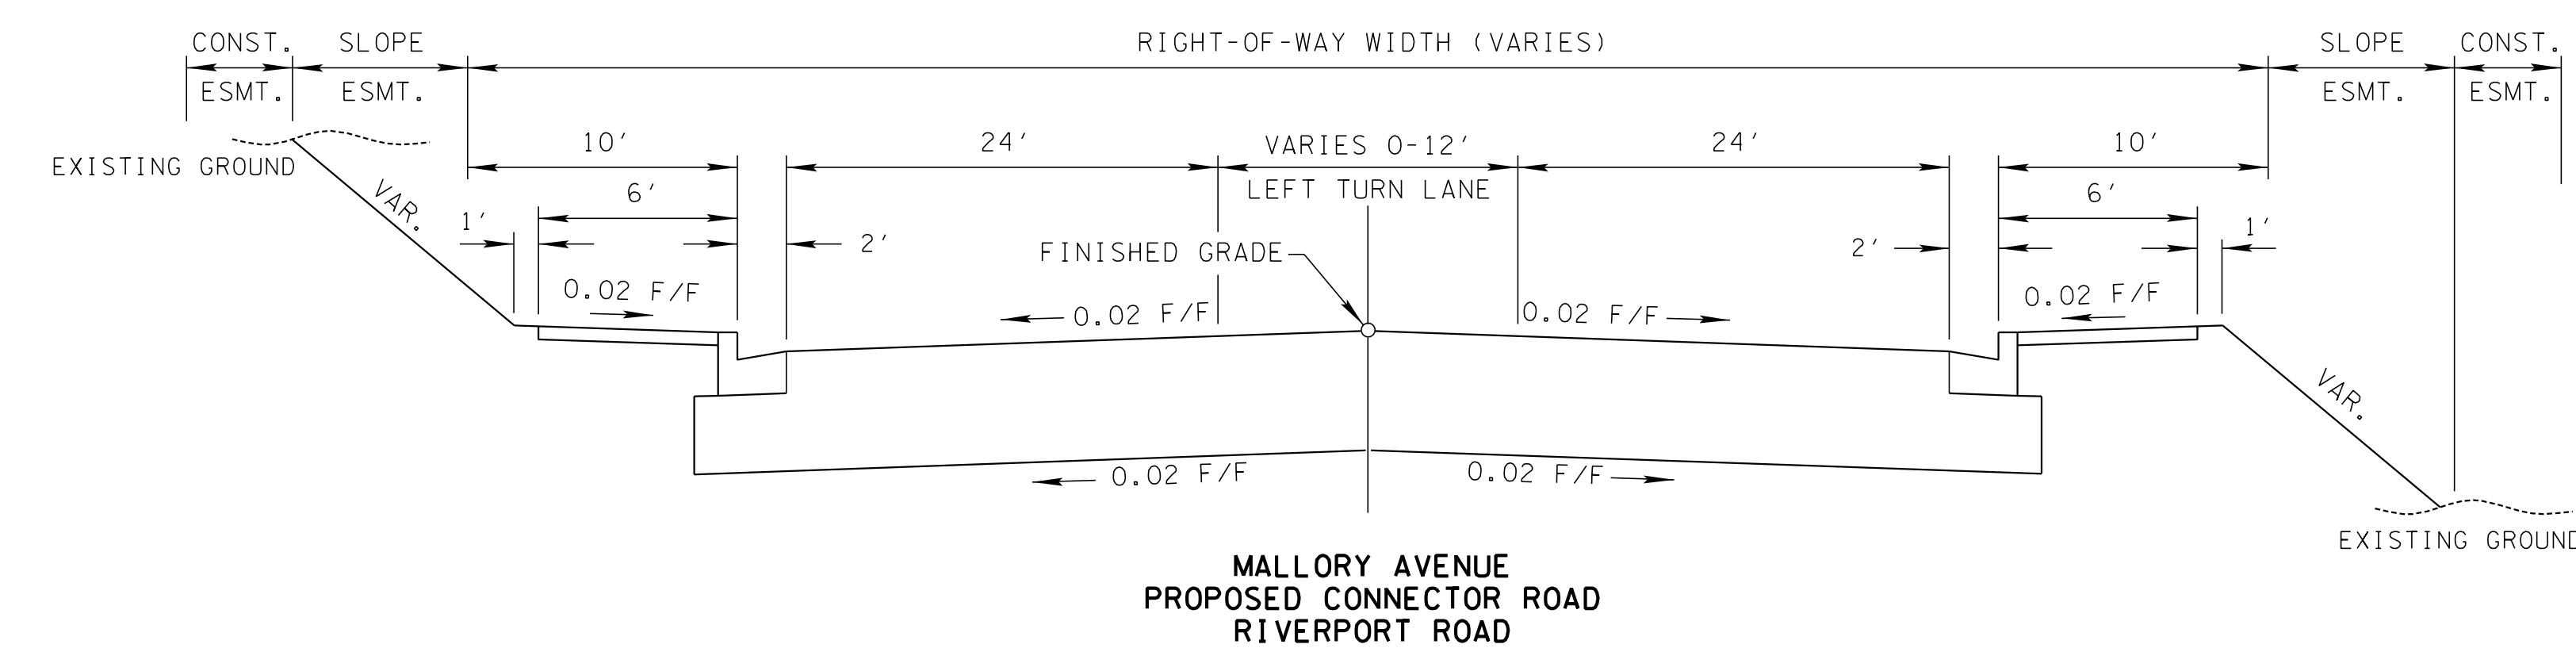 CONST. SLOPE RIGHT-OF-WAY WIDTH (VARIES) SLOPE CONST.
ESMT. ESMT. ESMT. ESMT.
10' 24' VARIES 0-12' 24' 10'
EXISTING GROUND
LEFT TURN LANE
VAR. 1' 6' 6' 1'
2' FINISHED GRADE 2'
0.02 F/F 0.02 F/F
0.02 F/F 0.02 F/F
VAR.
0.02 F/F 0.02 F/F
EXISTING GROUND
MALLORY AVENUE
PROPOSED CONNECTOR ROAD
RIVERPORT ROAD